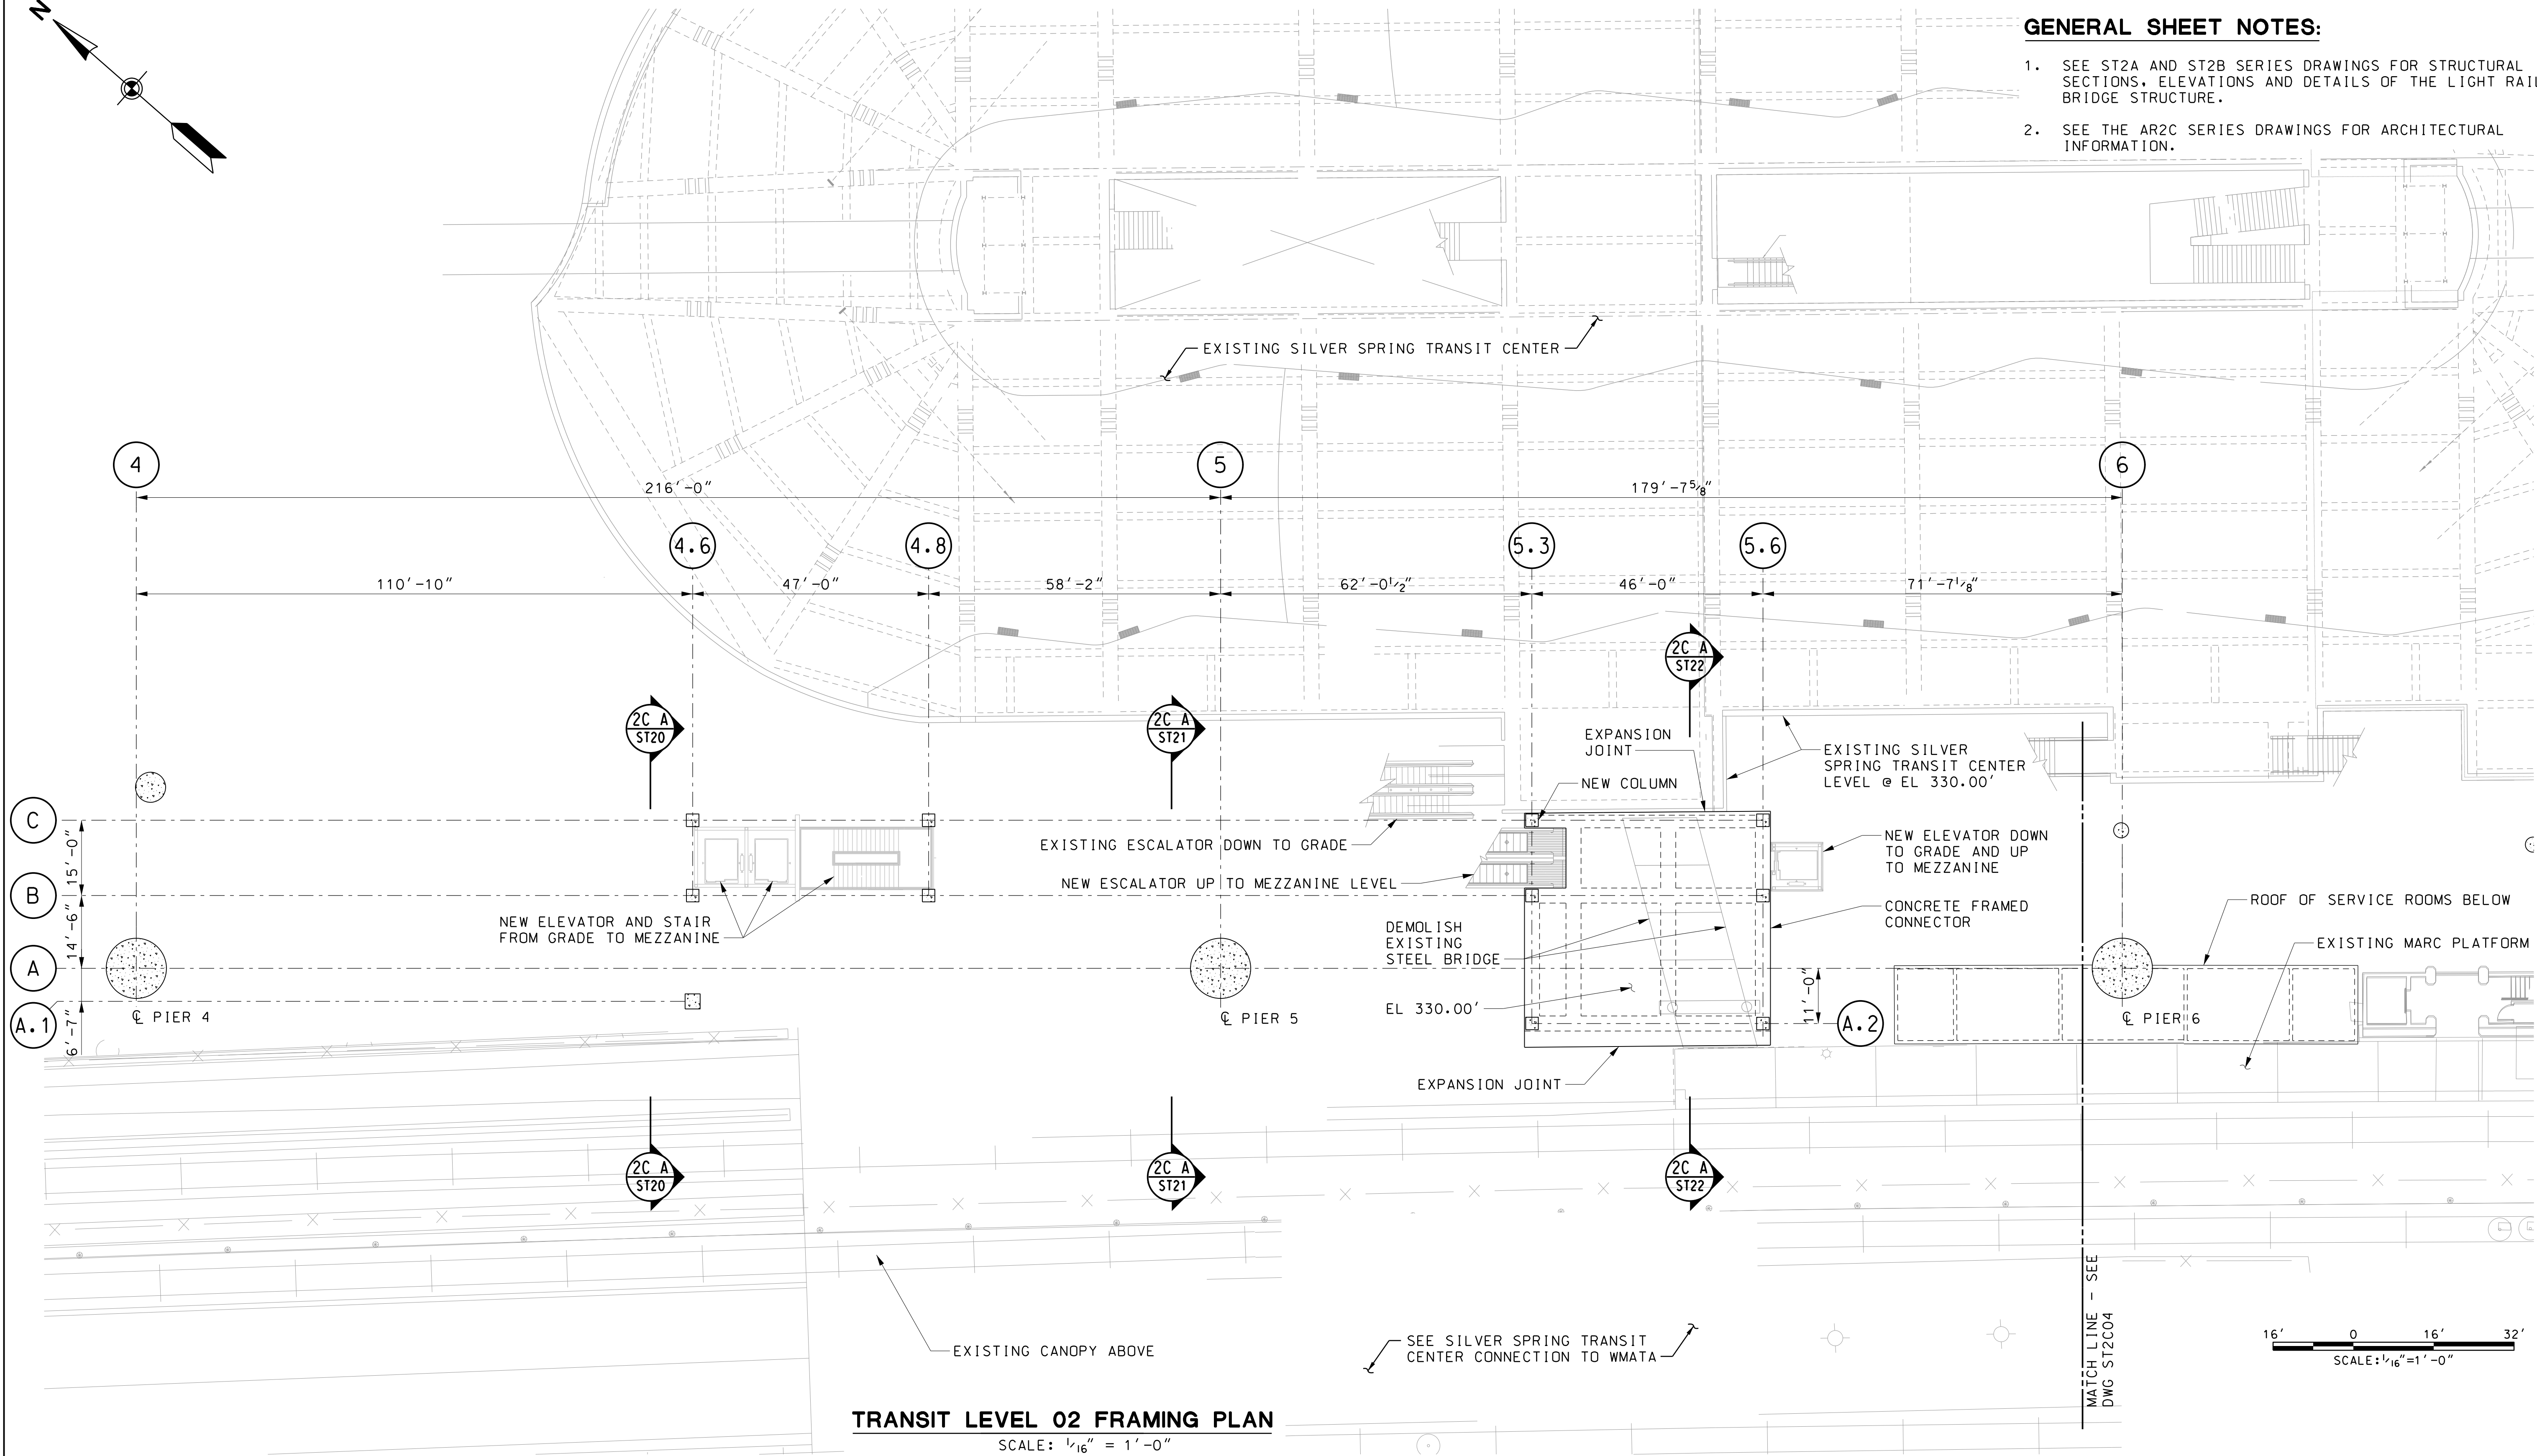 N
GENERAL SHEET NOTES:
1. SEE ST2A AND ST2B SERIES DRAWINGS FOR STRUCTURAL
SECTIONS, ELEVATIONS AND DETAILS OF THE LIGHT RAIL
BRIDGE STRUCTURE.
2. SEE THE AR2C SERIES DRAWINGS FOR ARCHITECTURAL
INFORMATION.
EXISTING SILVER SPRING TRANSIT CENTER
4
5
6
216'-0"
179'-7 5/8"
4.6
4.8
5.3
5.6
110'-10"
47'-0"
58'-2"
62'-0 1/2"
46'-0"
71'-7 1/8"
2C A
ST22
2C A
ST20
2C A
ST21
EXPANSION
JOINT
EXISTING SILVER
SPRING TRANSIT CENTER
LEVEL @ EL 330.00'
NEW COLUMN
C
15'-0"
EXISTING ESCALATOR DOWN TO GRADE
NEW ELEVATOR DOWN
TO GRADE AND UP
TO MEZZANINE
NEW ESCALATOR UP TO MEZZANINE LEVEL
B
14'-6"
NEW ELEVATOR AND STAIR
FROM GRADE TO MEZZANINE
DEMOLISH
EXISTING
STEEL BRIDGE
CONCRETE FRAMED
CONNECTOR
ROOF OF SERVICE ROOMS BELOW
EXISTING MARC PLATFORM
A
11'-0"
EL 330.00'
A.1
6'-7"
℄ PIER 4
℄ PIER 5
A.2
℄ PIER 6
EXPANSION JOINT
2C A
ST20
2C A
ST21
2C A
ST22
EXISTING CANOPY ABOVE
SEE SILVER SPRING TRANSIT
CENTER CONNECTION TO WMATA
MATCH LINE - SEE
DWG ST2C04
16' 0 16' 32'
SCALE: 1/16"=1'-0"
TRANSIT LEVEL 02 FRAMING PLAN
SCALE: 1/16" = 1'-0"